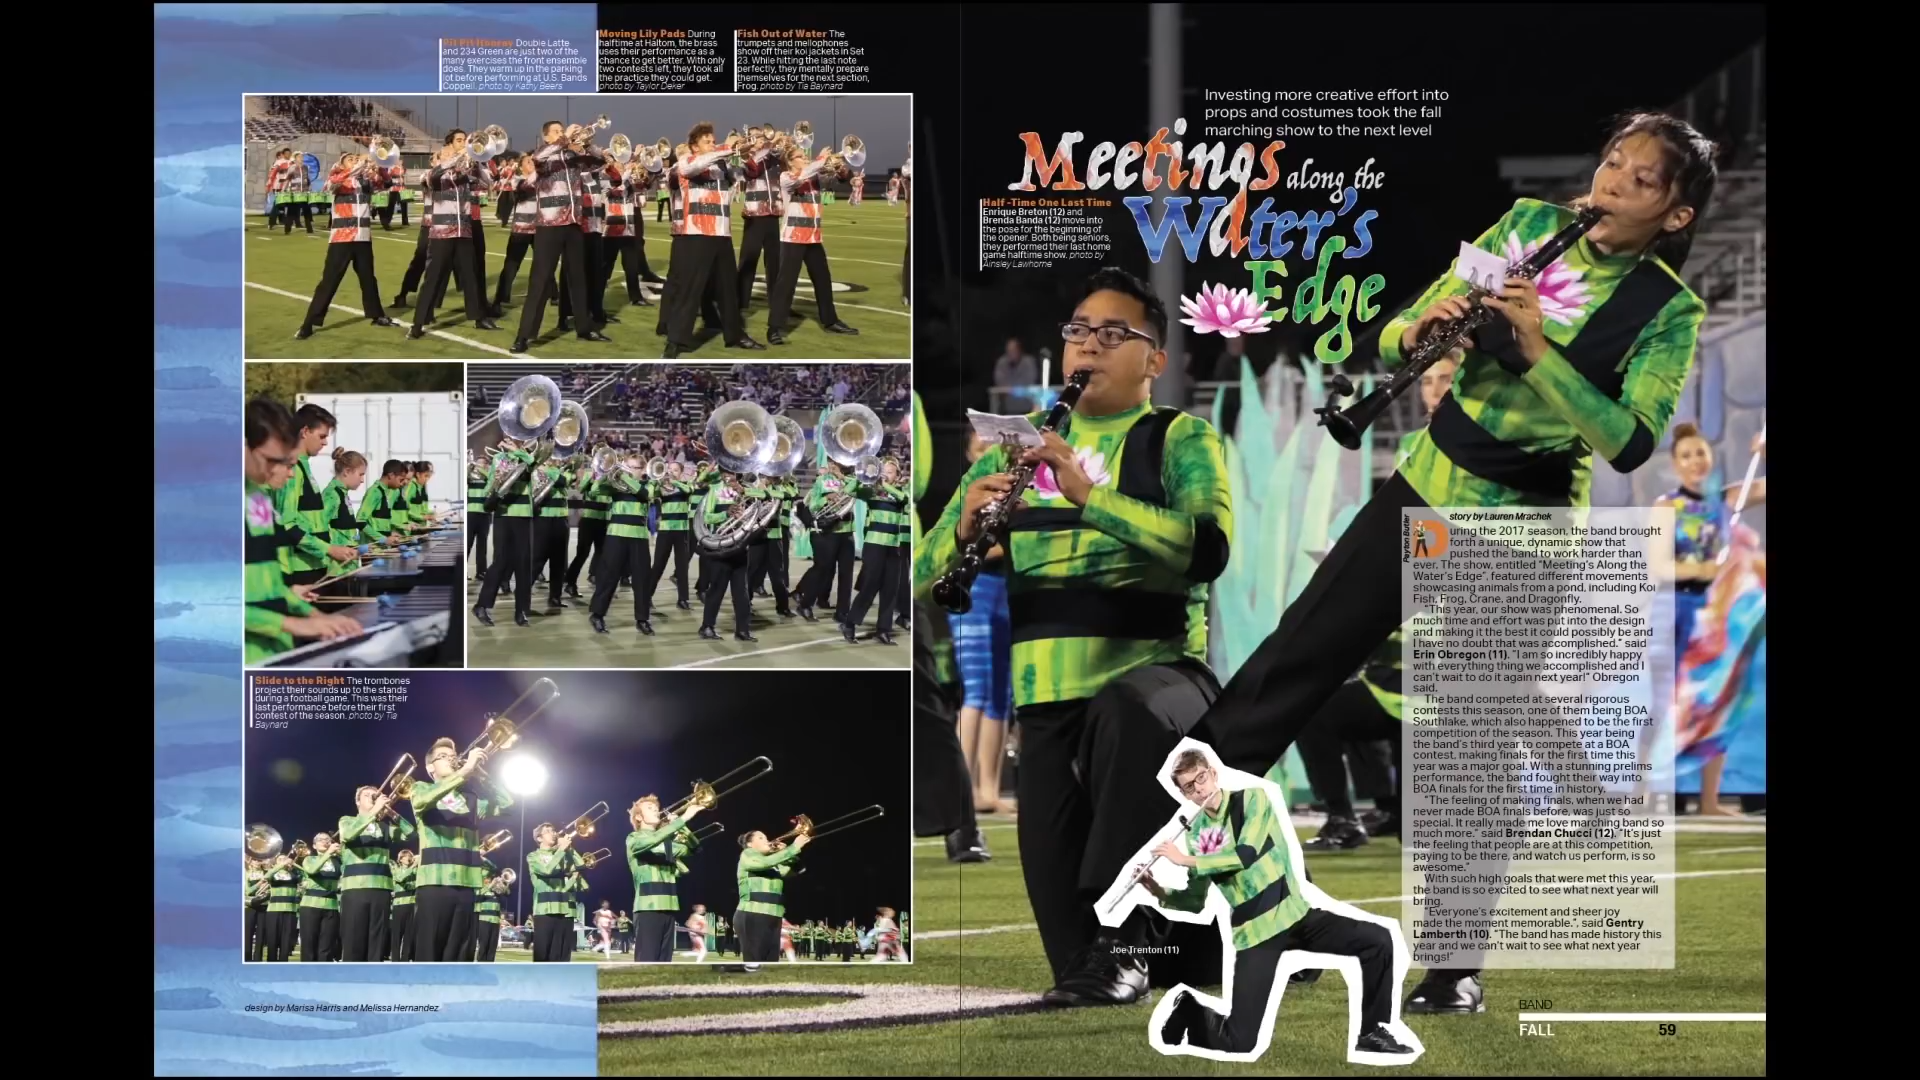 Pit Pit Hooray Double Latte
and 234 Green are just two of the
many exercises the front ensemble
does. They warm up in the parking
lot before performing at U.S. Bands
Coppell. photo by Kathy Beers
Moving Lily Pads During
halftime at Haltom, the brass
uses their performance as a
chance to get better. With only
two contests left, they took all
the practice they could get.
photo by Taylor Deker
Fish Out of Water The
trumpets and mellophones
show off their koi jackets in Set
23. While hitting the last note
perfectly, they mentally prepare
themselves for the next section,
Frog. photo by Tia Baynard
Slide to the Right The trombones
project their sounds up to the stands
during a football game. This was their
last performance before their first
contest of the season. photo by Tia
Baynard
design by Marisa Harris and Melissa Hernandez
Investing more creative effort into
props and costumes took the fall
marching show to the next level
Meetings along the
Water's
Edge
Half-Time One Last Time
Enrique Breton (12) and
Brenda Banda (12) move into
the pose for the beginning of
the opener. Both being seniors,
they performed their last home
game halftime show. photo by
Ainsley Lawhorne
Joe Trenton (11)
Peyton Butler
story by Lauren Mrachek
During the 2017 season, the band brought
forth a unique, dynamic show that
pushed the band to work harder than
ever. The show, entitled "Meeting's Along the
Water's Edge", featured different movements
showcasing animals from a pond, including Koi
Fish, Frog, Crane, and Dragonfly.
"This year, our show was phenomenal. So
much time and effort was put into the design
and making it the best it could possibly be and
I have no doubt that was accomplished." said
Erin Obregon (11). "I am so incredibly happy
with everything thing we accomplished and I
can't wait to do it again next year!" Obregon
said.
The band competed at several rigorous
contests this season, one of them being BOA
Southlake, which also happened to be the first
competition of the season. This year being
the band's third year to compete at a BOA
contest, making finals for the first time this
year was a major goal. With a stunning prelims
performance, the band fought their way into
BOA finals for the first time in history.
"The feeling of making finals, when we had
never made BOA finals before, was just so
special. It really made me love marching band so
much more." said Brendan Chucci (12). "It's just
the feeling that people are at this competition,
paying to be there, and watch us perform, is so
awesome."
With such high goals that were met this year,
the band is so excited to see what next year will
bring.
"Everyone's excitement and sheer joy
made the moment memorable.", said Gentry
Lamberth (10). "The band has made history this
year and we can't wait to see what next year
brings!"
BAND
FALL 59